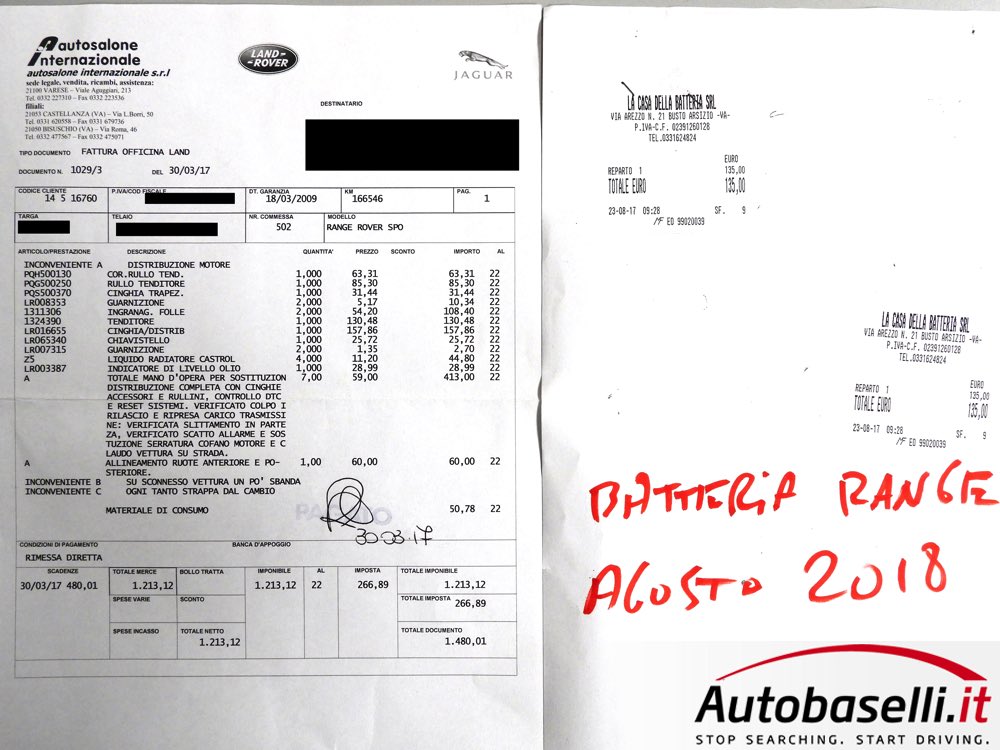 autosalone
internazionale
autosalone internazionale s.r.l
sede legale, vendita, ricambi, assistenza:
21100 VARESE – Viale Aguggiari, 213
Tel. 0332 227310 – Fax 0332 223536
filiali:
21053 CASTELLANZA (VA) – Via L.Borri, 50
Tel. 0331 620558 – Fax 0331 679736
21050 BISUSCHIO (VA) – Via Roma, 46
Tel. 0332 477567 – Fax 0332 475071
LAND-
-ROVER
JAGUAR
DESTINATARIO
TIPO DOCUMENTO FATTURA OFFICINA LAND
DOCUMENTO N. 1029/3 DEL 30/03/17
CODICE CLIENTE P.IVA/COD FISCALE DT. GARANZIA KM PAG.
14 5 16760 18/03/2009 166546 1
TARGA TELAIO NR. COMMESSA MODELLO
502 RANGE ROVER SPO
ARTICOLO/PRESTAZIONE DESCRIZIONE QUANTITA' PREZZO SCONTO IMPORTO AL
INCONVENIENTE A DISTRIBUZIONE MOTORE
PQH500130 COR.RULLO TEND. 1,000 63,31 63,31 22
PQG500250 RULLO TENDITORE 1,000 85,30 85,30 22
PQS500370 CINGHIA TRAPEZ. 1,000 31,44 31,44 22
LR008353 GUARNIZIONE 2,000 5,17 10,34 22
1311306 INGRANAG. FOLLE 2,000 54,20 108,40 22
1324390 TENDITORE 1,000 130,48 130,48 22
LR016655 CINGHIA/DISTRIB 1,000 157,86 157,86 22
LR065340 CHIAVISTELLO 1,000 25,72 25,72 22
LR007315 GUARNIZIONE 2,000 1,35 2,70 22
Z5 LIQUIDO RADIATORE CASTROL 4,000 11,20 44,80 22
LR003387 INDICATORE DI LIVELLO OLIO 1,000 28,99 28,99 22
A TOTALE MANO D'OPERA PER SOSTITUZION 7,00 59,00 413,00 22
DISTRIBUZIONE COMPLETA CON CINGHIE
ACCESSORI E RULLINI, CONTROLLO DTC
E RESET SISTEMI. VERIFICATO COLPO I
RILASCIO E RIPRESA CARICO TRASMISSI
NE: VERIFICATO SLITTAMENTO IN PARTE
ZA, VERIFICATO SCATTO ALLARME E SOS
TUZIONE SERRATURA COFANO MOTORE E C
LAUDO VETTURA SU STRADA.
A ALLINEAMENTO RUOTE ANTERIORE E PO- 1,00 60,00 60,00 22
STERIORE.
INCONVENIENTE B SU SCONNESSO VETTURA UN PO' SBANDA
INCONVENIENTE C OGNI TANTO STRAPPA DAL CAMBIO
MATERIALE DI CONSUMO 50,78 22
PAGATO
30-03-17
CONDIZIONI DI PAGAMENTO BANCA D'APPOGGIO
RIMESSA DIRETTA
SCADENZE TOTALE MERCE BOLLO TRATTA IMPONIBILE AL IMPOSTA TOTALE IMPONIBILE
30/03/17 480,01 1.213,12 1.213,12 22 266,89 1.213,12
SPESE VARIE SCONTO TOTALE IMPOSTA 266,89
SPESE INCASSO TOTALE NETTO TOTALE DOCUMENTO
1.213,12 1.480,01
LA CASA DELLA BATTERIA SRL
VIA AREZZO N. 21 BUSTO ARSIZIO -VA-
P.IVA-C.F. 02391260128
TEL.0331624824
EURO
REPARTO 1 135,00
TOTALE EURO 135,00
23-08-17 09:28 SF. 9
MF EO 99020039
LA CASA DELLA BATTERIA SRL
VIA AREZZO N. 21 BUSTO ARSIZIO -VA-
P.IVA-C.F. 02391260128
TEL.0331624824
EURO
REPARTO 1 135,00
TOTALE EURO 135,00
23-08-17 09:28 SF. 9
MF EO 99020039
BATTERIA RANGE
AGOSTO 2018
Autobaselli.it
STOP SEARCHING. START DRIVING.